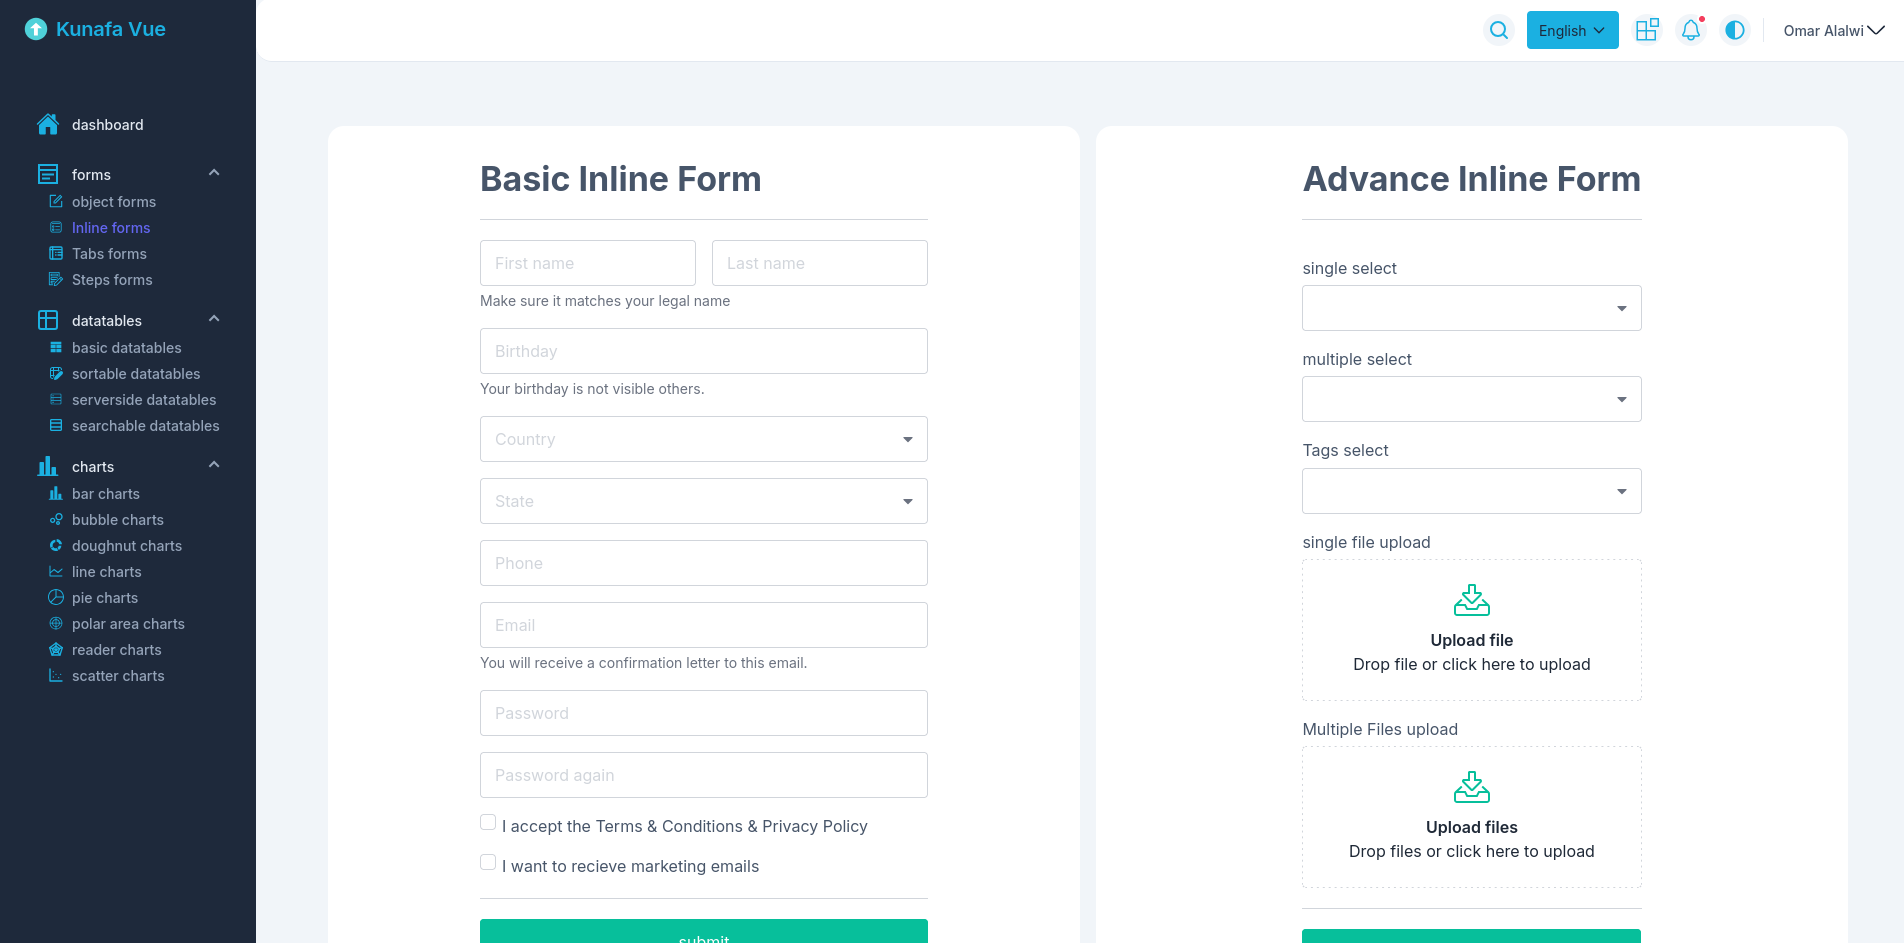 Kunafa Vue
English
Omar Alalwi
dashboard
forms
object forms
Inline forms
Tabs forms
Steps forms
datatables
basic datatables
sortable datatables
serverside datatables
searchable datatables
charts
bar charts
bubble charts
doughnut charts
line charts
pie charts
polar area charts
reader charts
scatter charts
Basic Inline Form
First name
Last name
Make sure it matches your legal name
Birthday
Your birthday is not visible others.
Country
State
Phone
Email
You will receive a confirmation letter to this email.
Password
Password again
I accept the Terms & Conditions & Privacy Policy
I want to recieve marketing emails
submit
Advance Inline Form
single select
multiple select
Tags select
single file upload
Upload file
Drop file or click here to upload
Multiple Files upload
Upload files
Drop files or click here to upload